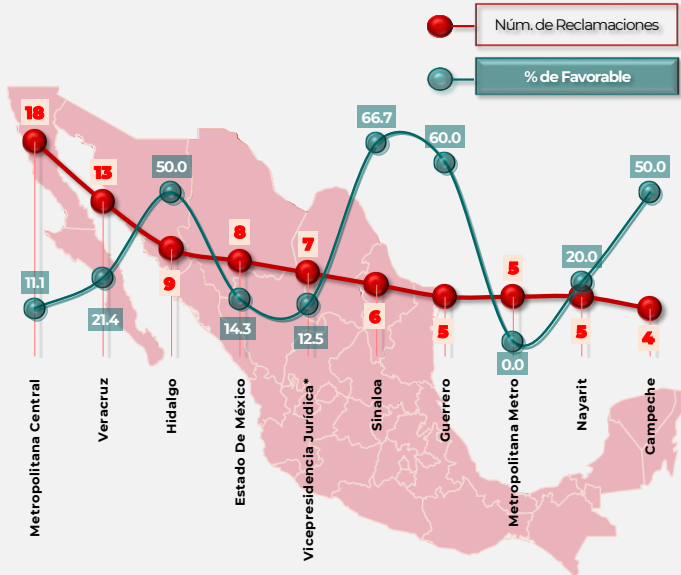 Núm. de Reclamaciones
% de Favorable
18
13
9
8
7
6
5
5
5
4
11.1
21.4
50.0
14.3
12.5
66.7
60.0
0.0
20.0
50.0
Metropolitana Central
Veracruz
Hidalgo
Estado De México
Vicepresidencia Jurídica*
Sinaloa
Guerrero
Metropolitana Metro
Nayarit
Campeche